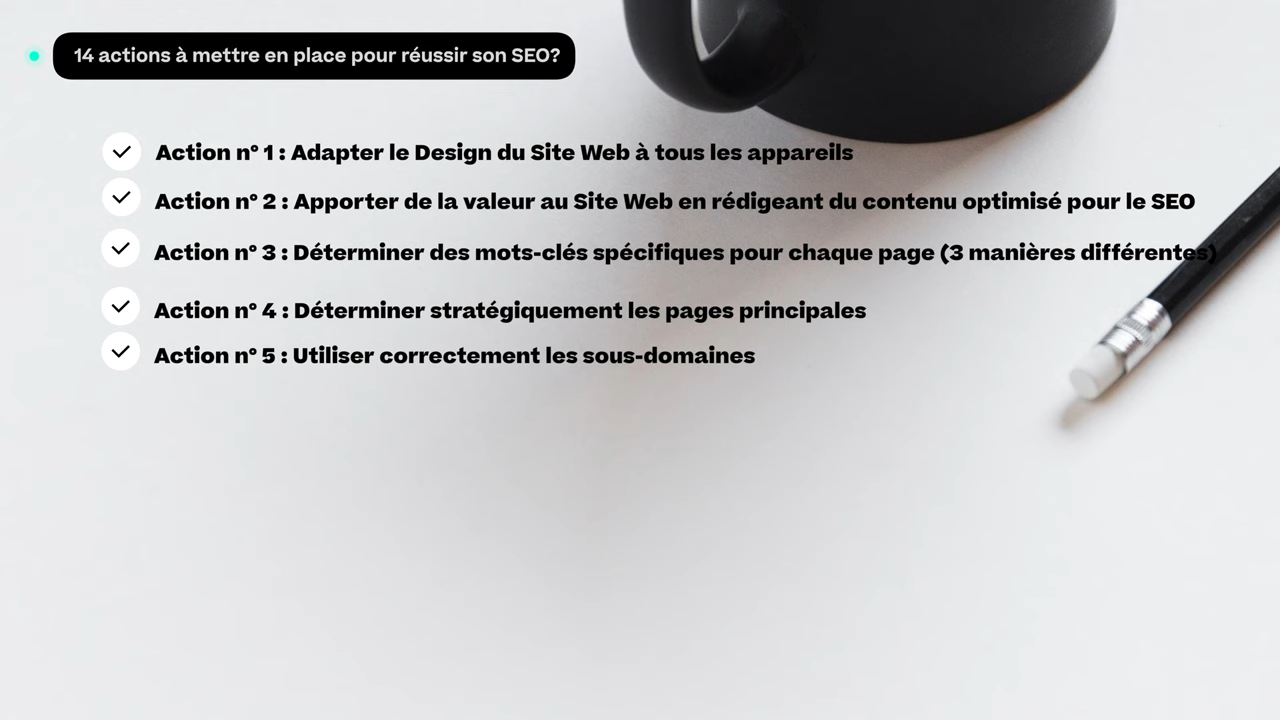 14 actions à mettre en place pour réussir son SEO?
Action n° 1 : Adapter le Design du Site Web à tous les appareils
Action n° 2 : Apporter de la valeur au Site Web en rédigeant du contenu optimisé pour le SEO
Action n° 3 : Déterminer des mots-clés spécifiques pour chaque page (3 manières différentes)
Action n° 4 : Déterminer stratégiquement les pages principales
Action n° 5 : Utiliser correctement les sous-domaines